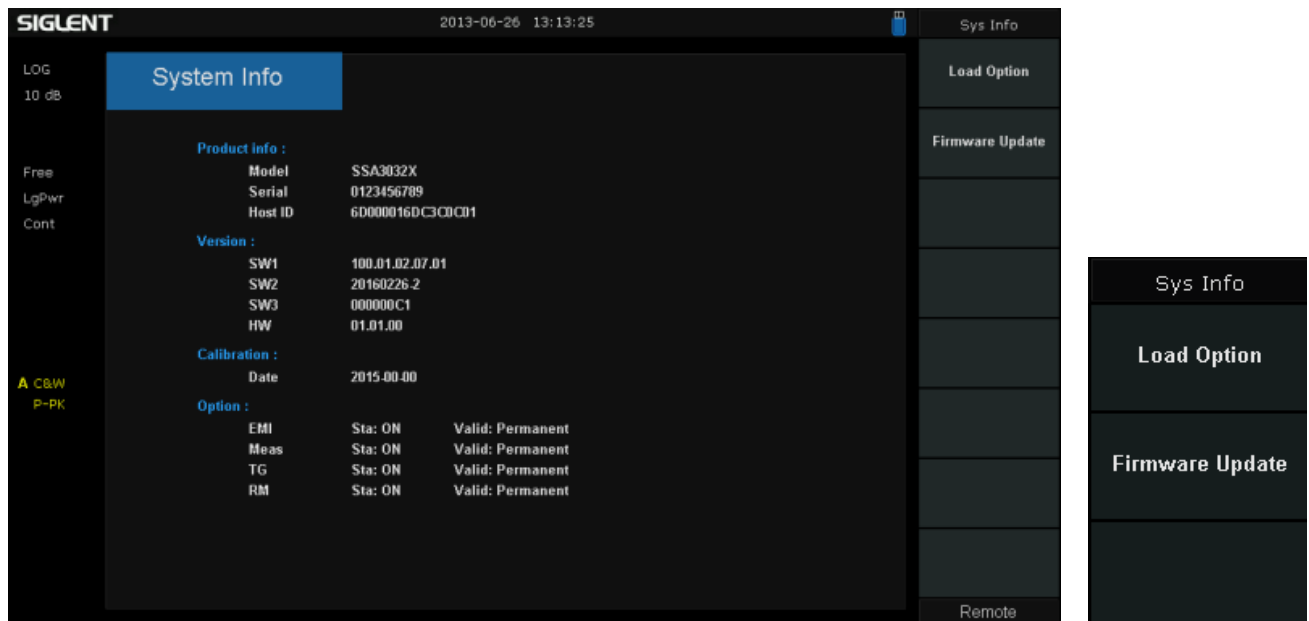 SIGLENT 2013-06-26 13:13:25 Sys Info
LOG
10 dB
System Info
Load Option
Product info :
Firmware Update
Free
LgPwr
Cont
Model SSA3032X
Serial 0123456789
Host ID 6D000016DC3C0C01
Version :
SW1 100.01.02.07.01
SW2 20160226-2
SW3 000000C1
HW 01.01.00
Calibration :
Date 2015-00-00
A C&W
P-PK
Option :
EMI Sta: ON Valid: Permanent
Meas Sta: ON Valid: Permanent
TG Sta: ON Valid: Permanent
RM Sta: ON Valid: Permanent
Remote
Sys Info
Load Option
Firmware Update